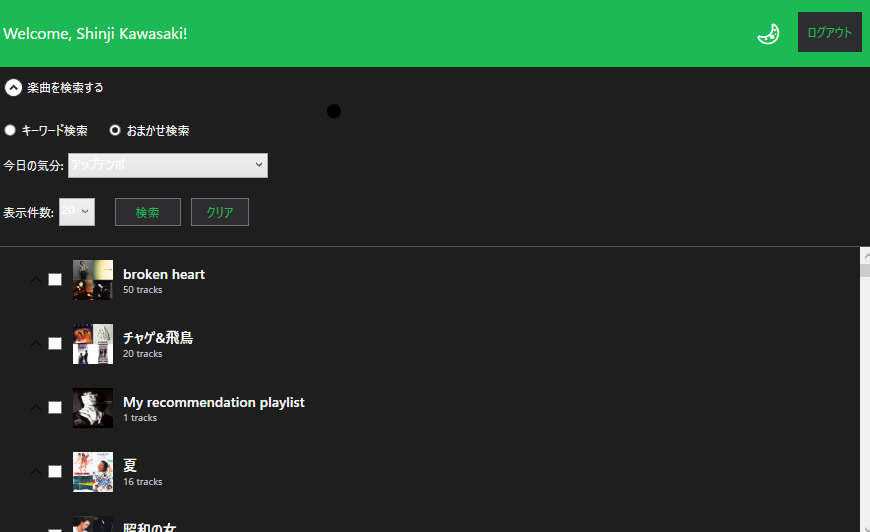 Welcome, Shinji Kawasaki!
ログアウト
楽曲を検索する
キーワード検索 おまかせ検索
今日の気分: アップテンポ
表示件数: 20 検索 クリア
broken heart
50 tracks
チャゲ&飛鳥
20 tracks
My recommendation playlist
1 tracks
夏
16 tracks
昭和の女